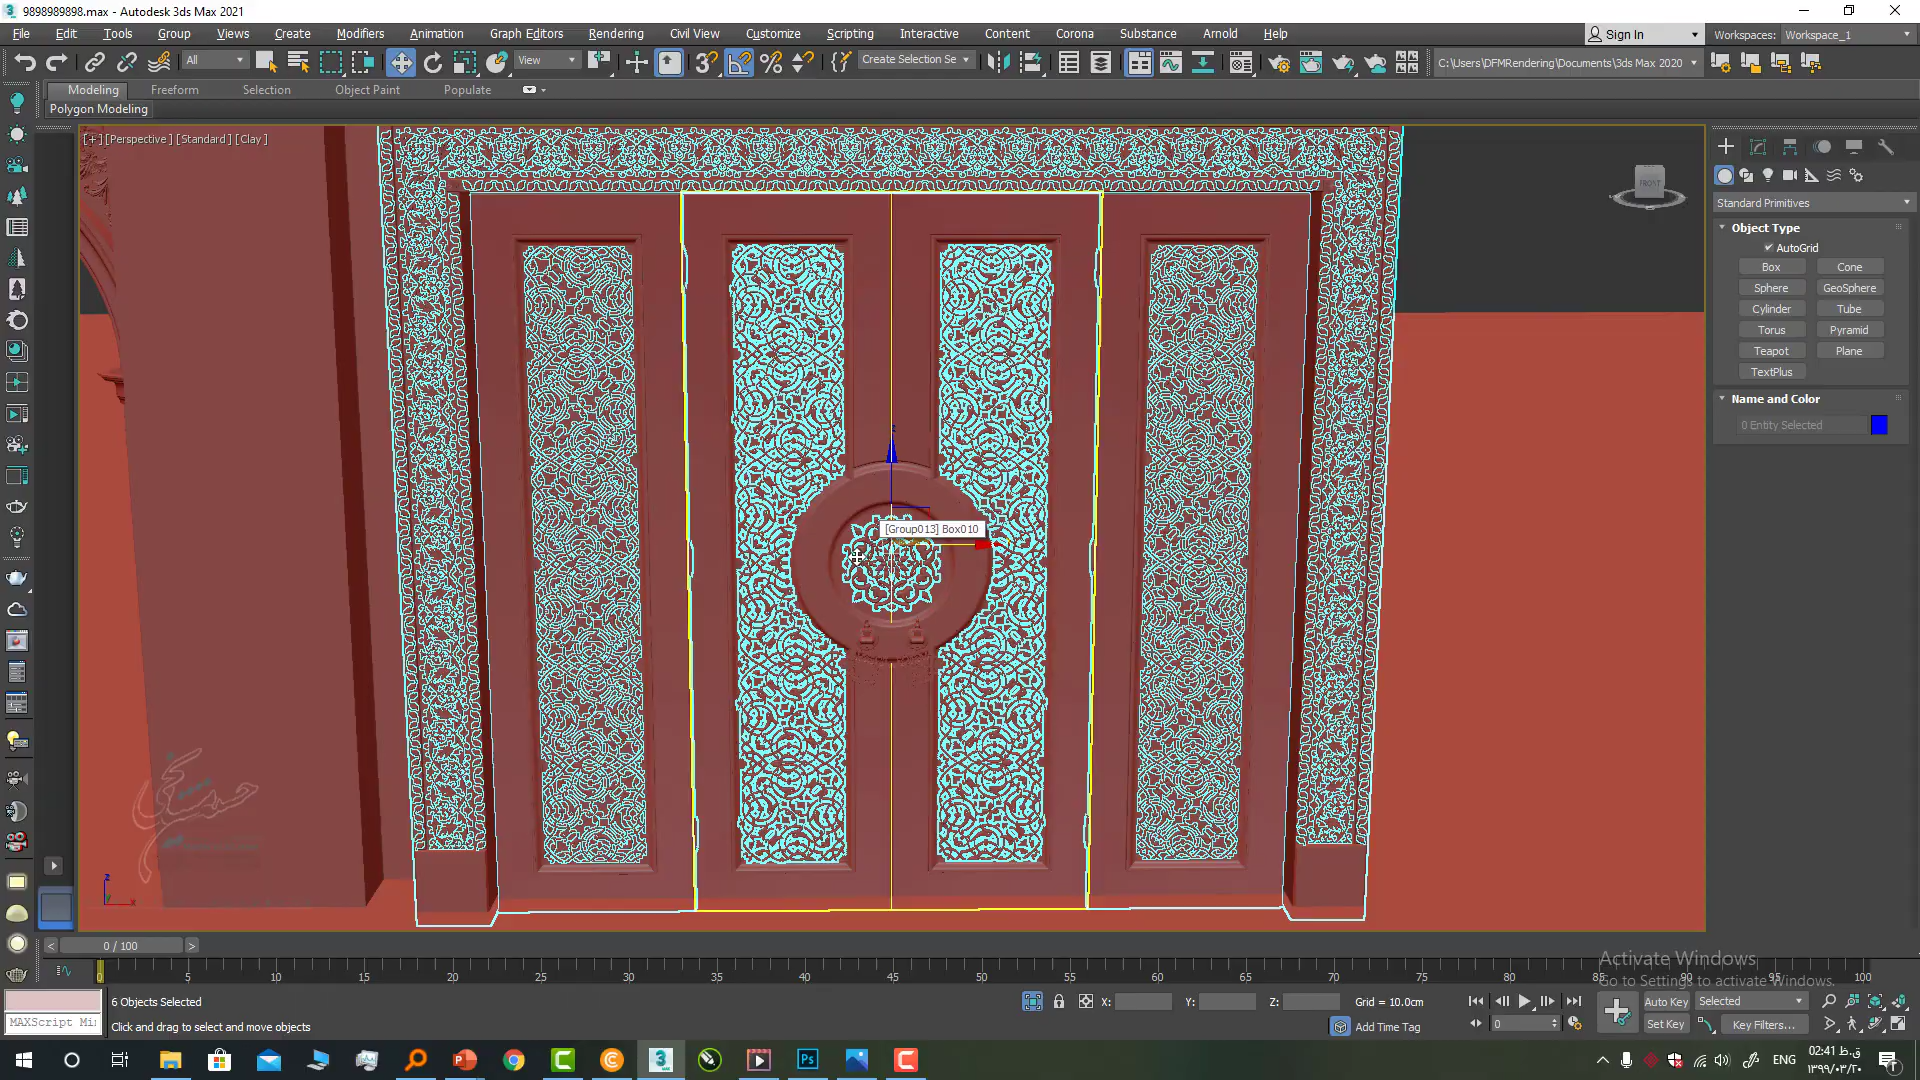 9898989898.max - Autodesk 3ds Max 2021
File Edit Tools Group Views Create Modifiers Animation Graph Editors Rendering Civil View Customize Scripting Interactive Content Corona Substance Arnold Help
Sign In
Workspaces: Workspace_1
All
View
Create Selection Se
C:\Users\DFMRendering\Documents\3ds Max 2020
Modeling Freeform Selection Object Paint Populate
Polygon Modeling
[+] [Perspective ] [Standard ] [Clay ]
FRONT
Standard Primitives
Object Type
AutoGrid
Box Cone
Sphere GeoSphere
Cylinder Tube
Torus Pyramid
Teapot Plane
TextPlus
Name and Color
0 Entity Selected
[Group013] Box010
z
x
z
x
< 0 / 100 >
0 5 10 15 20 25 30 35 40 45 50 55 60 65 70 75 80 85 90 95 100
Activate Windows
Go to Settings to activate Windows.
6 Objects Selected
X: Y: Z: Grid = 10.0cm
Auto Key Selected
MAXScript Mi
Click and drag to select and move objects
Add Time Tag
0
Set Key Key Filters...
ENG
02:41 ق.ظ
۱۳۹۹/۰۳/۲۰